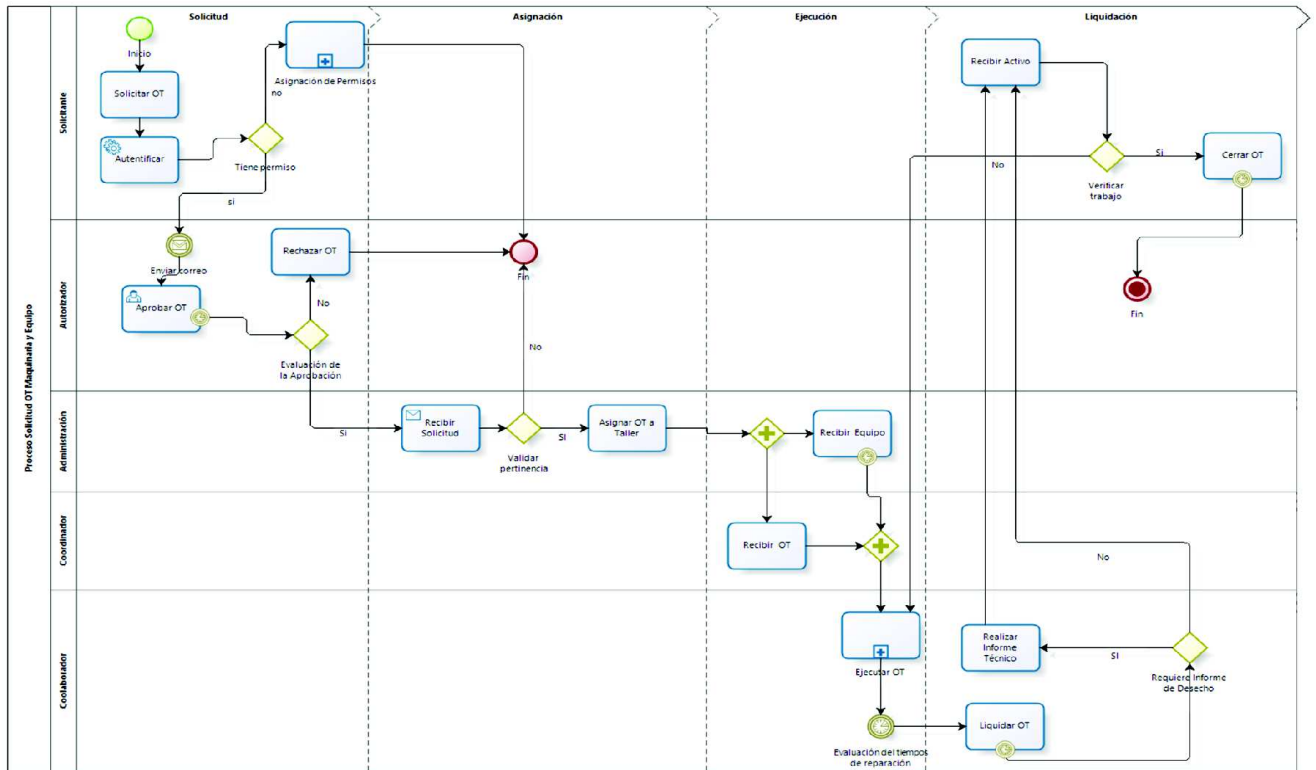 Solicitud
Asignación
Ejecución
Liquidación
Proceso Solicitud OT Maquinaria y Equipo
Solicitante
Inicio
Solicitar OT
Autentificar
Tiene permiso
no
si
Asignación de Permisos
Recibir Activo
No
Verificar
trabajo
Si
Cerrar OT
Autorizador
Enviar correo
Aprobar OT
Rechazar OT
No
Evaluación de
la Aprobación
Si
Fin
No
Fin
Administración
Recibir
Solicitud
Validar
pertinencia
SI
Asignar OT a
Taller
Recibir Equipo
Coordinador
Recibir OT
No
Coolaborador
Ejecutar OT
Realizar
Informe
Técnico
SI
Requiere Informe
de Desecho
Evaluación del tiempos
de reparación
Liquidar OT